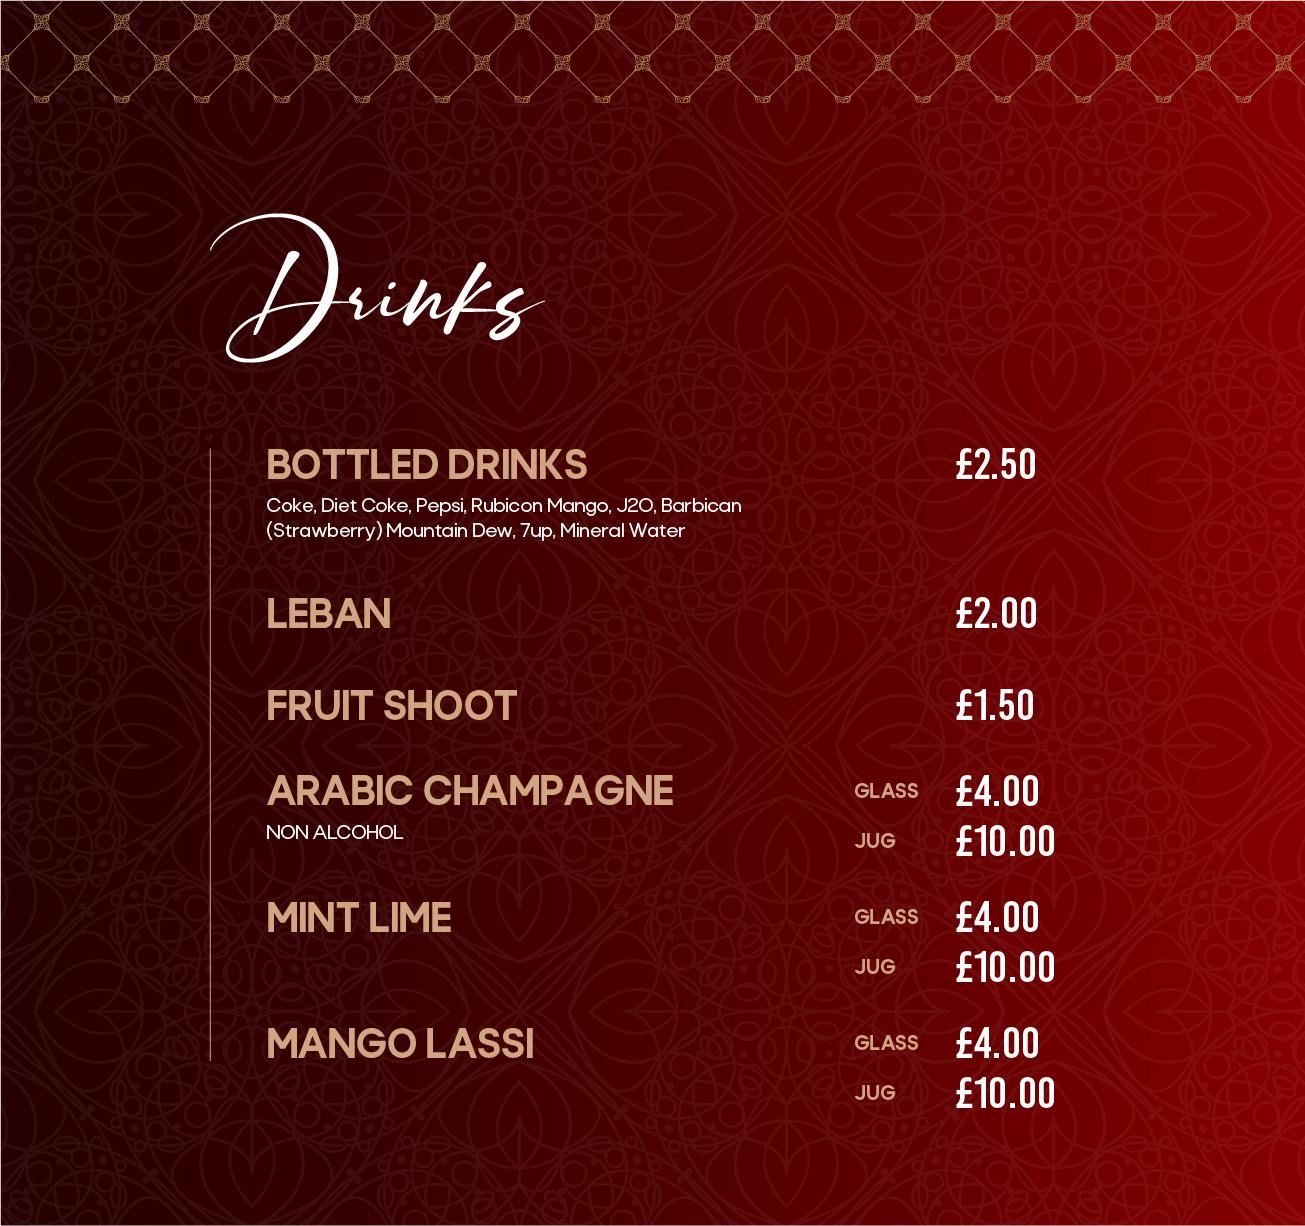 Drinks
BOTTLED DRINKS £2.50
Coke, Diet Coke, Pepsi, Rubicon Mango, J2O, Barbican
(Strawberry) Mountain Dew, 7up, Mineral Water
LEBAN £2.00
FRUIT SHOOT £1.50
ARABIC CHAMPAGNE GLASS £4.00
NON ALCOHOL JUG £10.00
MINT LIME GLASS £4.00
JUG £10.00
MANGO LASSI GLASS £4.00
JUG £10.00